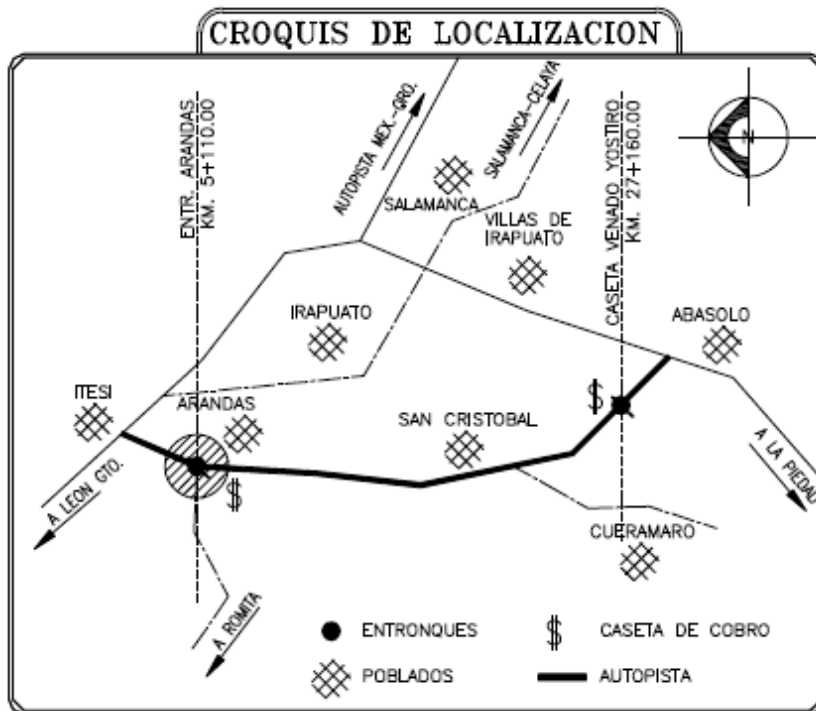 CROQUIS DE LOCALIZACION
ENTR. ARANDAS
KM. 5+110.00
AUTOPISTA MEX.-QRO.
SALAMANCA-CELAYA
SALAMANCA
VILLAS DE
IRAPUATO
CASETA VENADO YOSTIRO
KM. 27+160.00
N
IRAPUATO
ABASOLO
ITESI
ARANDAS
SAN CRISTOBAL
$
A LEON GTO.
$
A LA PIEDAD
CUERAMARO
A ROMITA
ENTRONQUES
$ CASETA DE COBRO
POBLADOS
AUTOPISTA